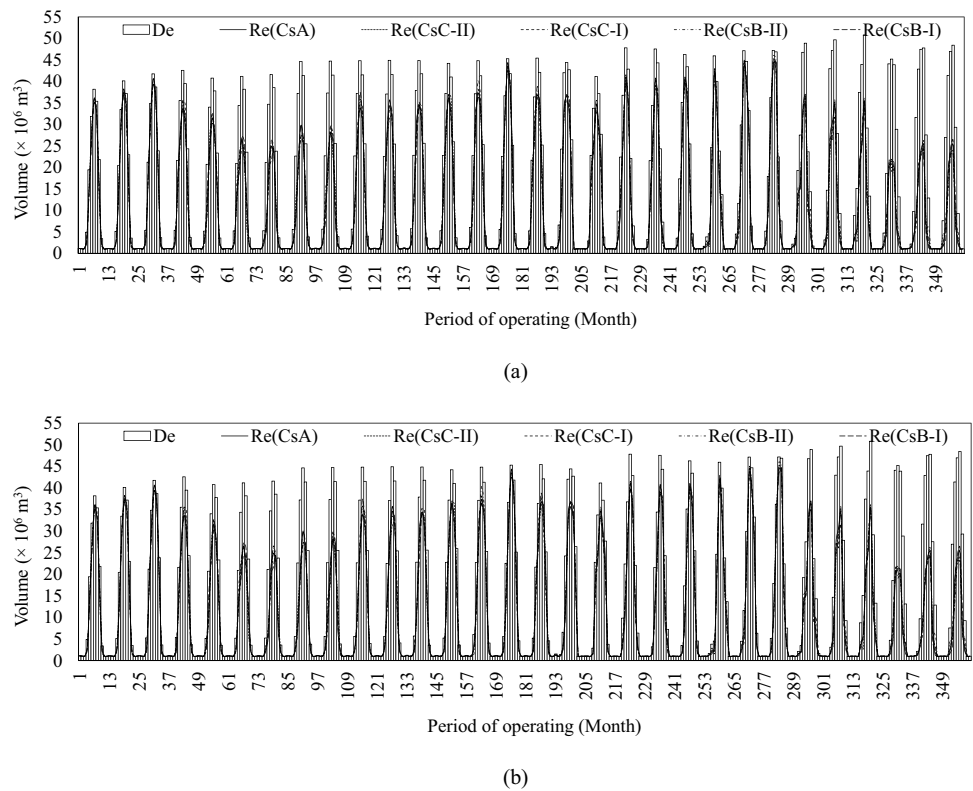 55
De Re(CsA) Re(CsC-II) Re(CsC-I) Re(CsB-II) Re(CsB-I)
50
45
40
35
30
25
20
15
10
5
0
Volume (× 10⁶ m³)
1 13 25 37 49 61 73 85 97 109 121 133 145 157 169 181 193 205 217 229 241 253 265 277 289 301 313 325 337 349
Period of operating (Month)
(a)
55
De Re(CsA) Re(CsC-II) Re(CsC-I) Re(CsB-II) Re(CsB-I)
50
45
40
35
30
25
20
15
10
5
0
Volume (× 10⁶ m³)
1 13 25 37 49 61 73 85 97 109 121 133 145 157 169 181 193 205 217 229 241 253 265 277 289 301 313 325 337 349
Period of operating (Month)
(b)